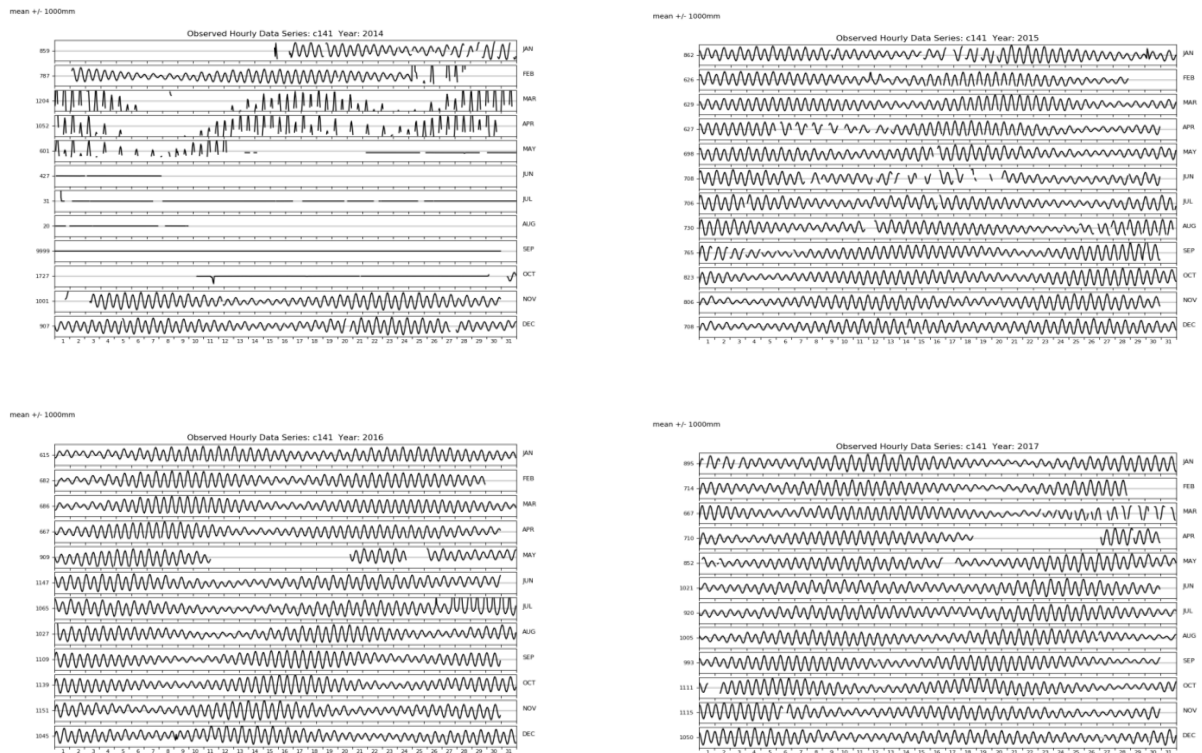 mean +/- 1000mm
Observed Hourly Data Series: c141 Year: 2014
859 JAN
787 FEB
1204 MAR
1052 APR
601 MAY
427 JUN
31 JUL
20 AUG
9999 SEP
1727 OCT
1001 NOV
907 DEC
1 2 3 4 5 6 7 8 9 10 11 12 13 14 15 16 17 18 19 20 21 22 23 24 25 26 27 28 29 30 31
mean +/- 1000mm
Observed Hourly Data Series: c141 Year: 2015
862 JAN
626 FEB
629 MAR
627 APR
698 MAY
708 JUN
706 JUL
730 AUG
765 SEP
823 OCT
806 NOV
768 DEC
1 2 3 4 5 6 7 8 9 10 11 12 13 14 15 16 17 18 19 20 21 22 23 24 25 26 27 28 29 30 31
mean +/- 1000mm
Observed Hourly Data Series: c141 Year: 2016
615 JAN
682 FEB
686 MAR
667 APR
909 MAY
1147 JUN
1065 JUL
1027 AUG
1109 SEP
1139 OCT
1151 NOV
1045 DEC
1 2 3 4 5 6 7 8 9 10 11 12 13 14 15 16 17 18 19 20 21 22 23 24 25 26 27 28 29 30 31
mean +/- 1000mm
Observed Hourly Data Series: c141 Year: 2017
895 JAN
714 FEB
667 MAR
710 APR
852 MAY
1021 JUN
920 JUL
1005 AUG
993 SEP
1111 OCT
1115 NOV
1050 DEC
1 2 3 4 5 6 7 8 9 10 11 12 13 14 15 16 17 18 19 20 21 22 23 24 25 26 27 28 29 30 31